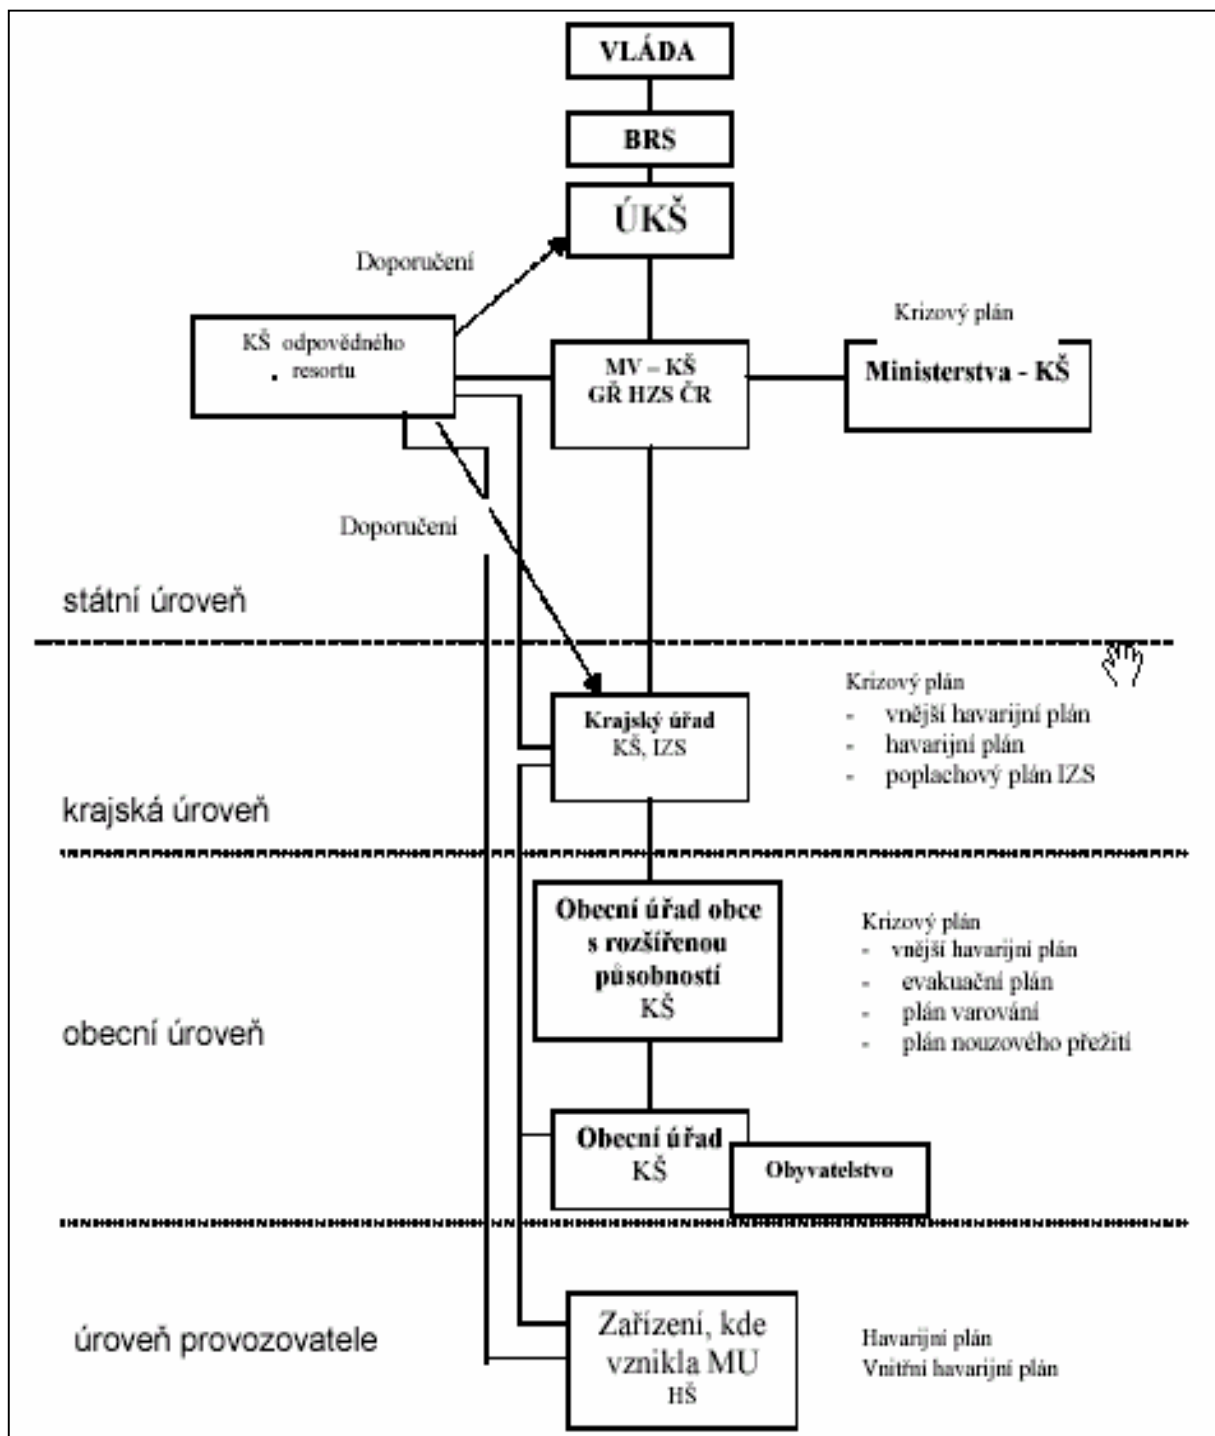 VLÁDA
BRS
ÚKŠ
Doporučení
Krizový plán
KŠ odpovědného
. resortu
MV – KŠ
GŘ HZS ČR
Ministerstva - KŠ
Doporučení
státní úroveň
Krajský úřad
KŠ, IZS
Krizový plán
- vnější havarijní plán
- havarijní plán
- poplachový plán IZS
krajská úroveň
Obecní úřad obce
s rozšířenou
působností
KŠ
Krizový plán
- vnější havarijní plán
- evakuační plán
- plán varování
- plán nouzového přežití
obecní úroveň
Obecní úřad
KŠ
Obyvatelstvo
úroveň provozovatele
Zařízení, kde
vznikla MU
HŠ
Havarijní plán
Vnitřní havarijní plán